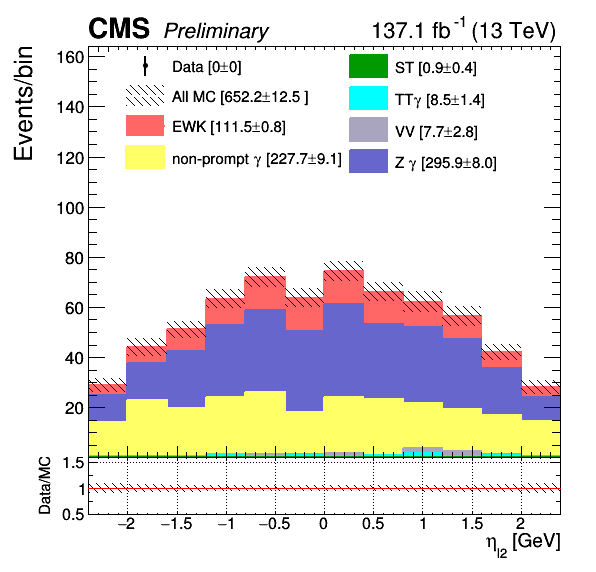 CMS Preliminary 137.1 fb⁻¹ (13 TeV)
Events/bin
160
140
120
100
80
60
40
20
Data [0±0]
All MC [652.2±12.5 ]
EWK [111.5±0.8]
non-prompt γ [227.7±9.1]
ST [0.9±0.4]
TTγ [8.5±1.4]
VV [7.7±2.8]
Z γ [295.9±8.0]
Data/MC
1.5
1
0.5
−2 −1.5 −1 −0.5 0 0.5 1 1.5 2
η_l2 [GeV]